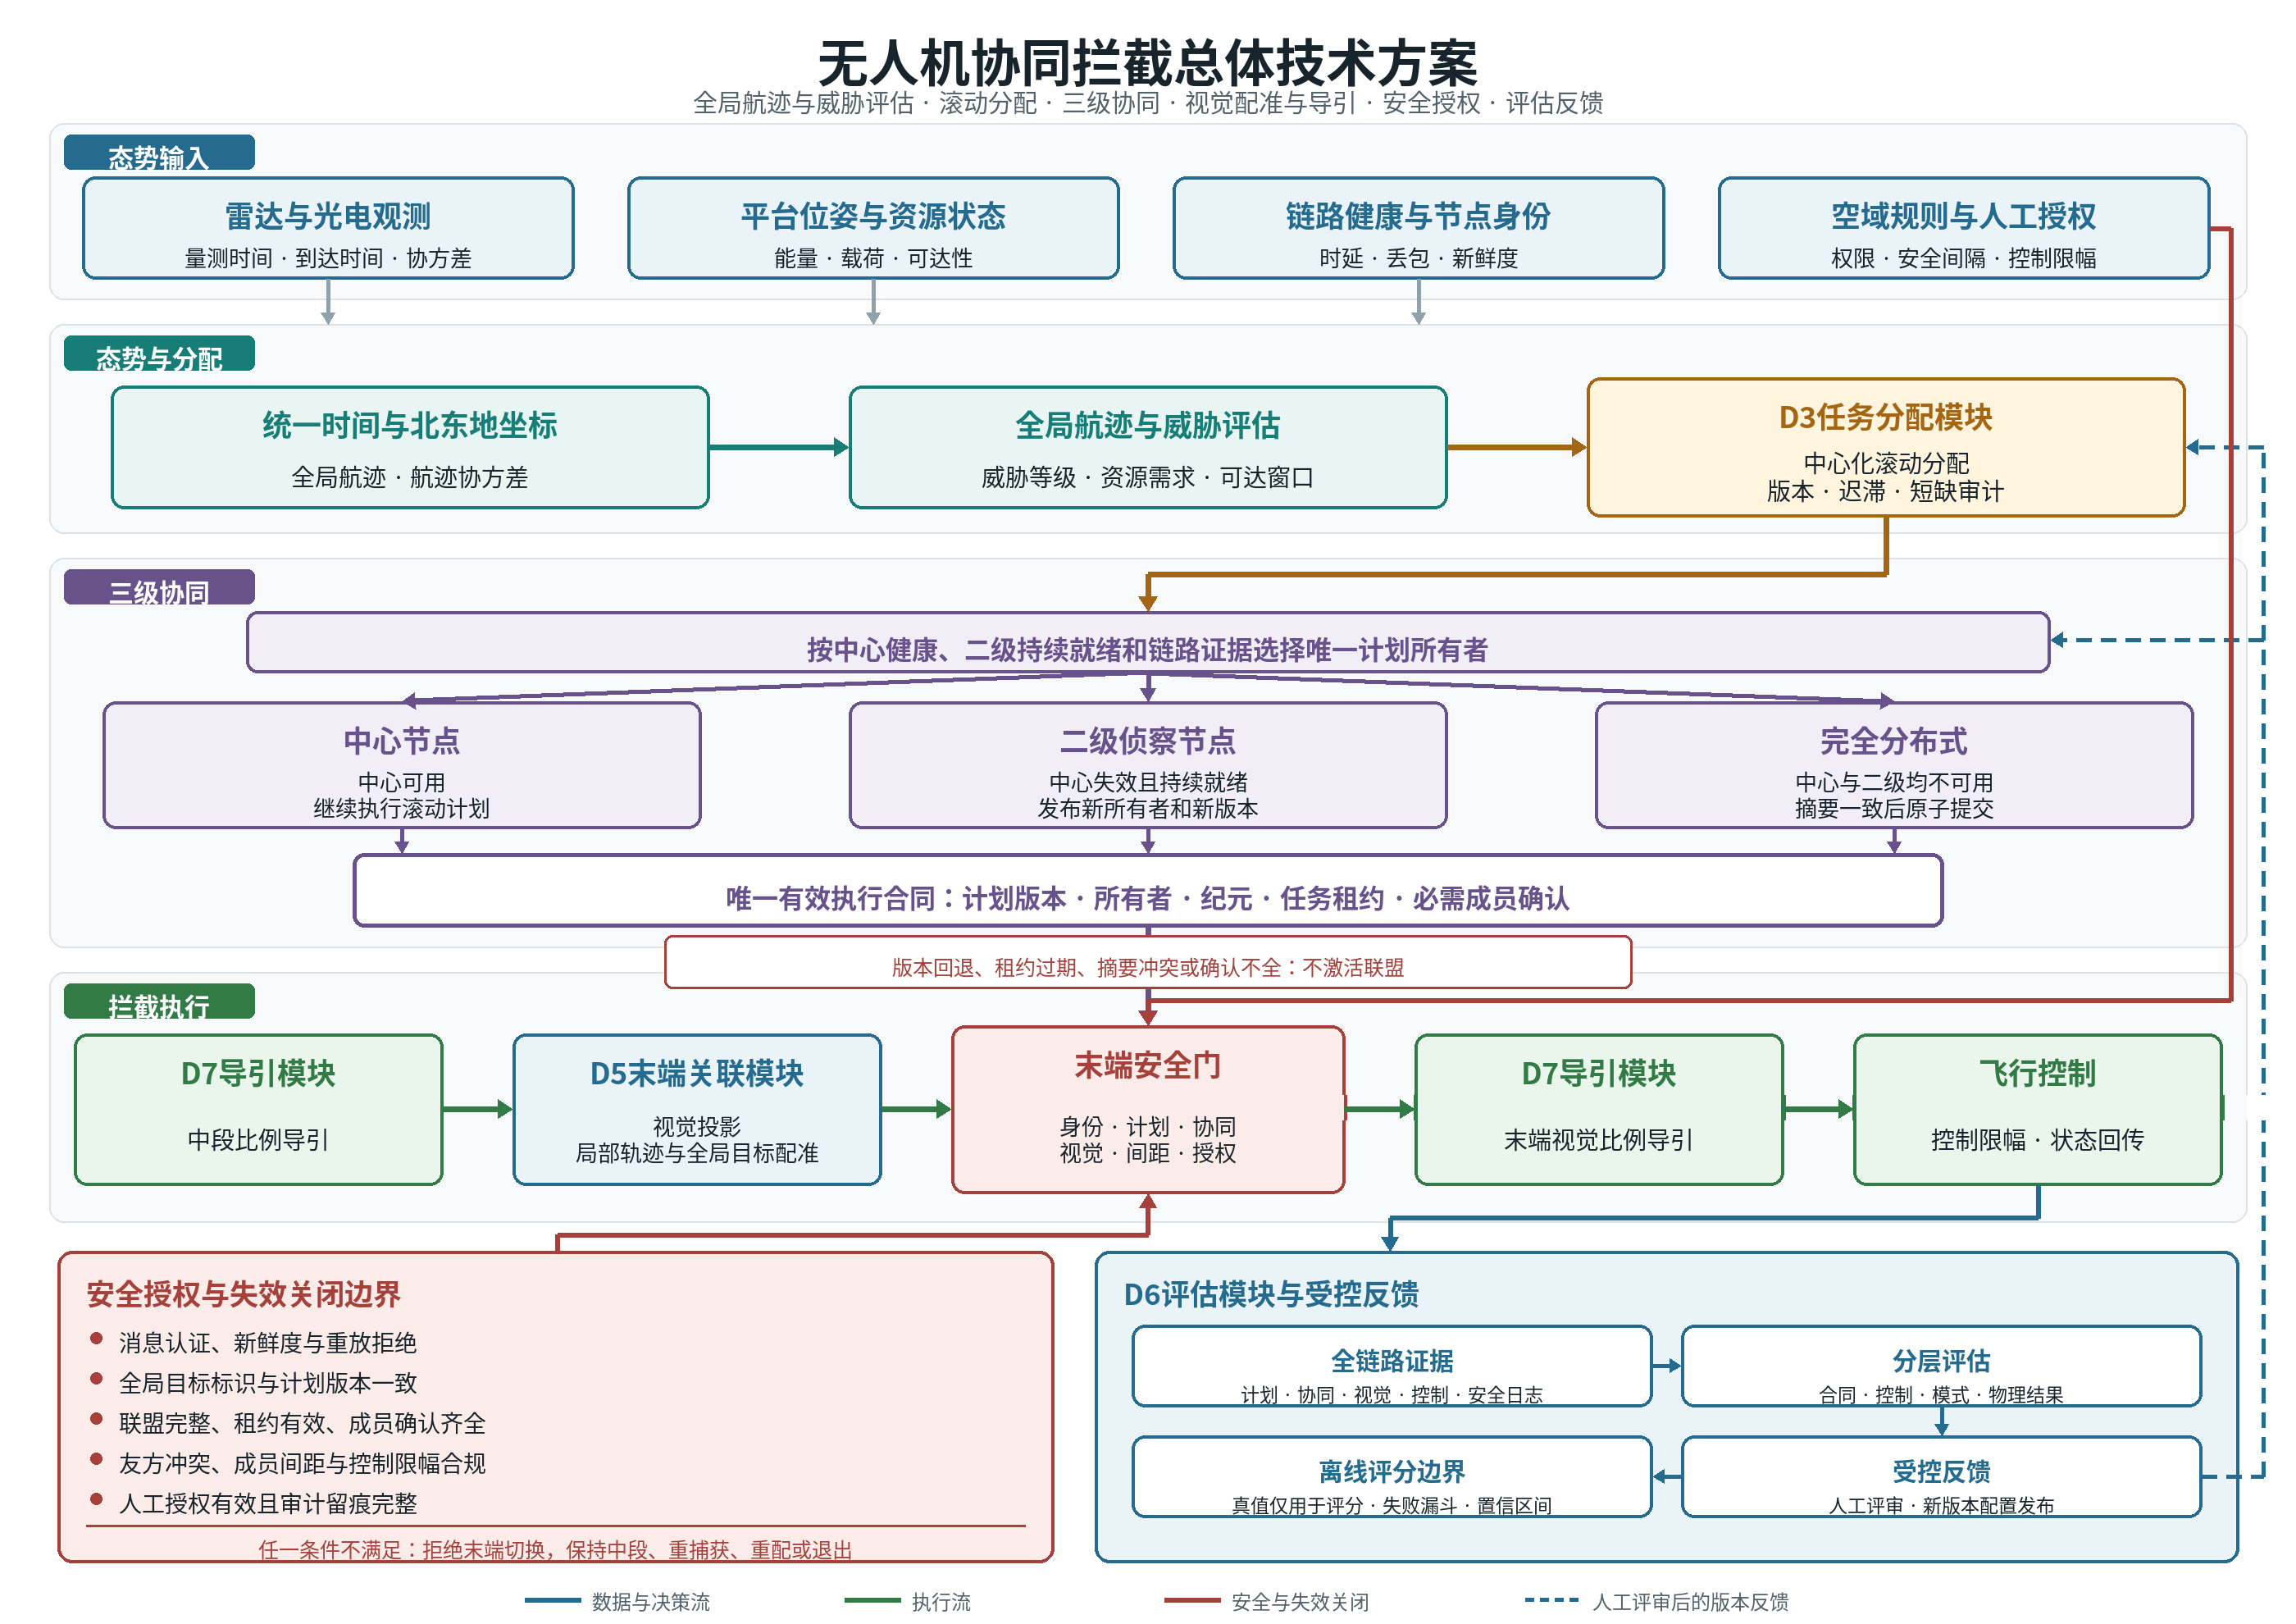 无人机协同拦截总体技术方案
全局航迹与威胁评估 · 滚动分配 · 三级协同 · 视觉配准与导引 · 安全授权 · 评估反馈
态势输入
雷达与光电观测
量测时间 · 到达时间 · 协方差
平台位姿与资源状态
能量 · 载荷 · 可达性
链路健康与节点身份
时延 · 丢包 · 新鲜度
空域规则与人工授权
权限 · 安全间隔 · 控制限幅
态势与分配
统一时间与北东地坐标
全局航迹 · 航迹协方差
全局航迹与威胁评估
威胁等级 · 资源需求 · 可达窗口
D3任务分配模块
中心化滚动分配
版本 · 迟滞 · 短缺审计
三级协同
按中心健康、二级持续就绪和链路证据选择唯一计划所有者
中心节点
中心可用
继续执行滚动计划
二级侦察节点
中心失效且持续就绪
发布新所有者和新版本
完全分布式
中心与二级均不可用
摘要一致后原子提交
唯一有效执行合同：计划版本 · 所有者 · 纪元 · 任务租约 · 必需成员确认
版本回退、租约过期、摘要冲突或确认不全：不激活联盟
拦截执行
D7导引模块
中段比例导引
D5末端关联模块
视觉投影
局部轨迹与全局目标配准
末端安全门
身份 · 计划 · 协同
视觉 · 间距 · 授权
D7导引模块
末端视觉比例导引
飞行控制
控制限幅 · 状态回传
安全授权与失效关闭边界
消息认证、新鲜度与重放拒绝
全局目标标识与计划版本一致
联盟完整、租约有效、成员确认齐全
友方冲突、成员间距与控制限幅合规
人工授权有效且审计留痕完整
任一条件不满足：拒绝末端切换，保持中段、重捕获、重配或退出
D6评估模块与受控反馈
全链路证据
计划 · 协同 · 视觉 · 控制 · 安全日志
分层评估
合同 · 控制 · 模式 · 物理结果
离线评分边界
真值仅用于评分 · 失败漏斗 · 置信区间
受控反馈
人工评审 · 新版本配置发布
数据与决策流
执行流
安全与失效关闭
人工评审后的版本反馈